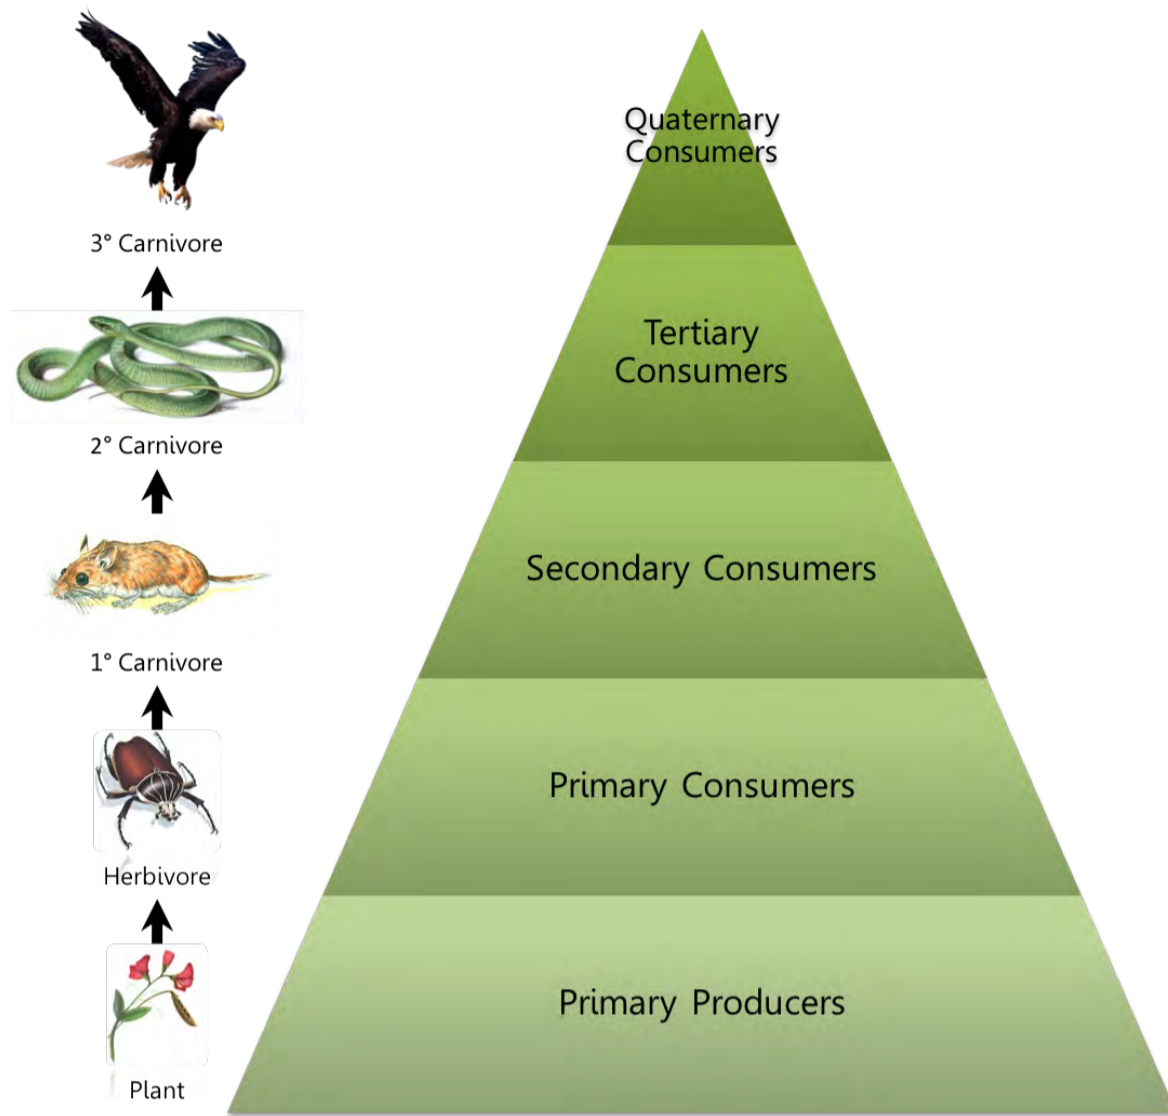 Quaternary
Consumers
3° Carnivore
Tertiary
Consumers
2° Carnivore
Secondary Consumers
1° Carnivore
Primary Consumers
Herbivore
Primary Producers
Plant